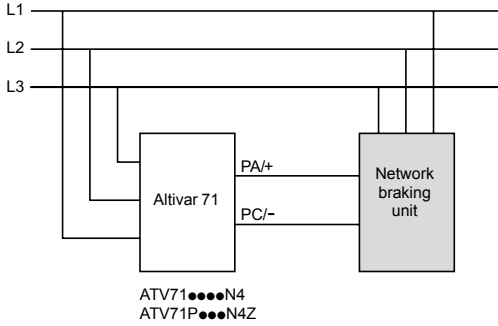 L1
L2
L3
PA/+
PC/-
Altivar 71
Network
braking
unit
ATV71●●●●N4
ATV71P●●●N4Z